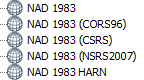 NAD 1983
NAD 1983 (CORS96)
NAD 1983 (CSRS)
NAD 1983 (NSRS2007)
NAD 1983 HARN